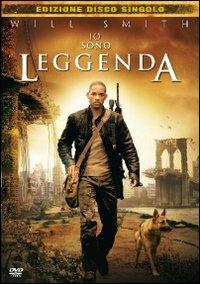 EDIZIONE DISCO SINGOLO
WILL SMITH
IO
SONO
LEGGENDA
DVD